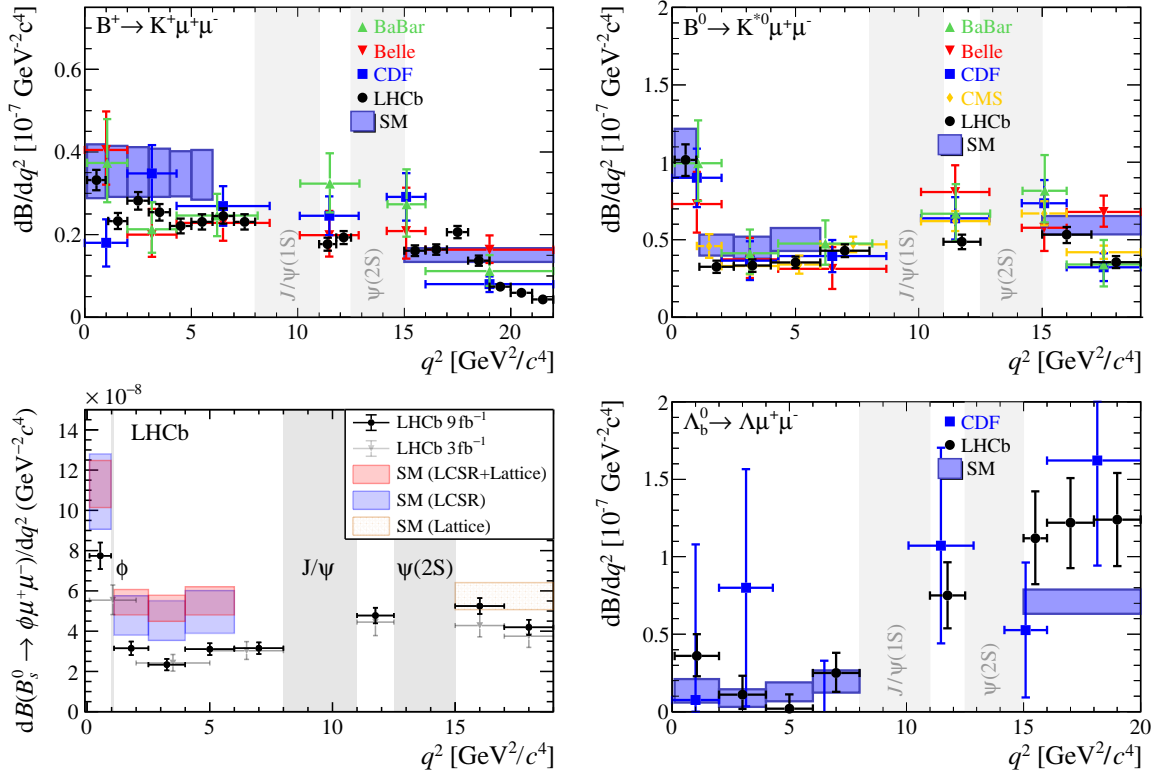 B⁺→ K⁺μ⁺μ⁻
BaBar
Belle
CDF
LHCb
SM
J/ψ(1S)
ψ(2S)
0.6
0.4
0.2
0
0 5 10 15 20
dB/dq² [10⁻⁷ GeV⁻²c⁴]
q² [GeV²/c⁴]
B⁰→ K*⁰μ⁺μ⁻
BaBar
Belle
CDF
CMS
LHCb
SM
J/ψ(1S)
ψ(2S)
2
1.5
1
0.5
0
0 5 10 15
dB/dq² [10⁻⁷ GeV⁻²c⁴]
q² [GeV²/c⁴]
× 10⁻⁸
LHCb
LHCb 9 fb⁻¹
LHCb 3 fb⁻¹
SM (LCSR+Lattice)
SM (LCSR)
SM (Lattice)
ϕ
J/ψ
ψ(2S)
14
12
10
8
6
4
2
0
0 5 10 15
dB(B_s⁰ → ϕμ⁺μ⁻)/dq² (GeV⁻²c⁴)
q² [GeV²/c⁴]
Λ_b⁰→ Λμ⁺μ⁻
CDF
LHCb
SM
J/ψ(1S)
ψ(2S)
2
1.5
1
0.5
0
0 5 10 15 20
dB/dq² [10⁻⁷ GeV⁻²c⁴]
q² [GeV²/c⁴]